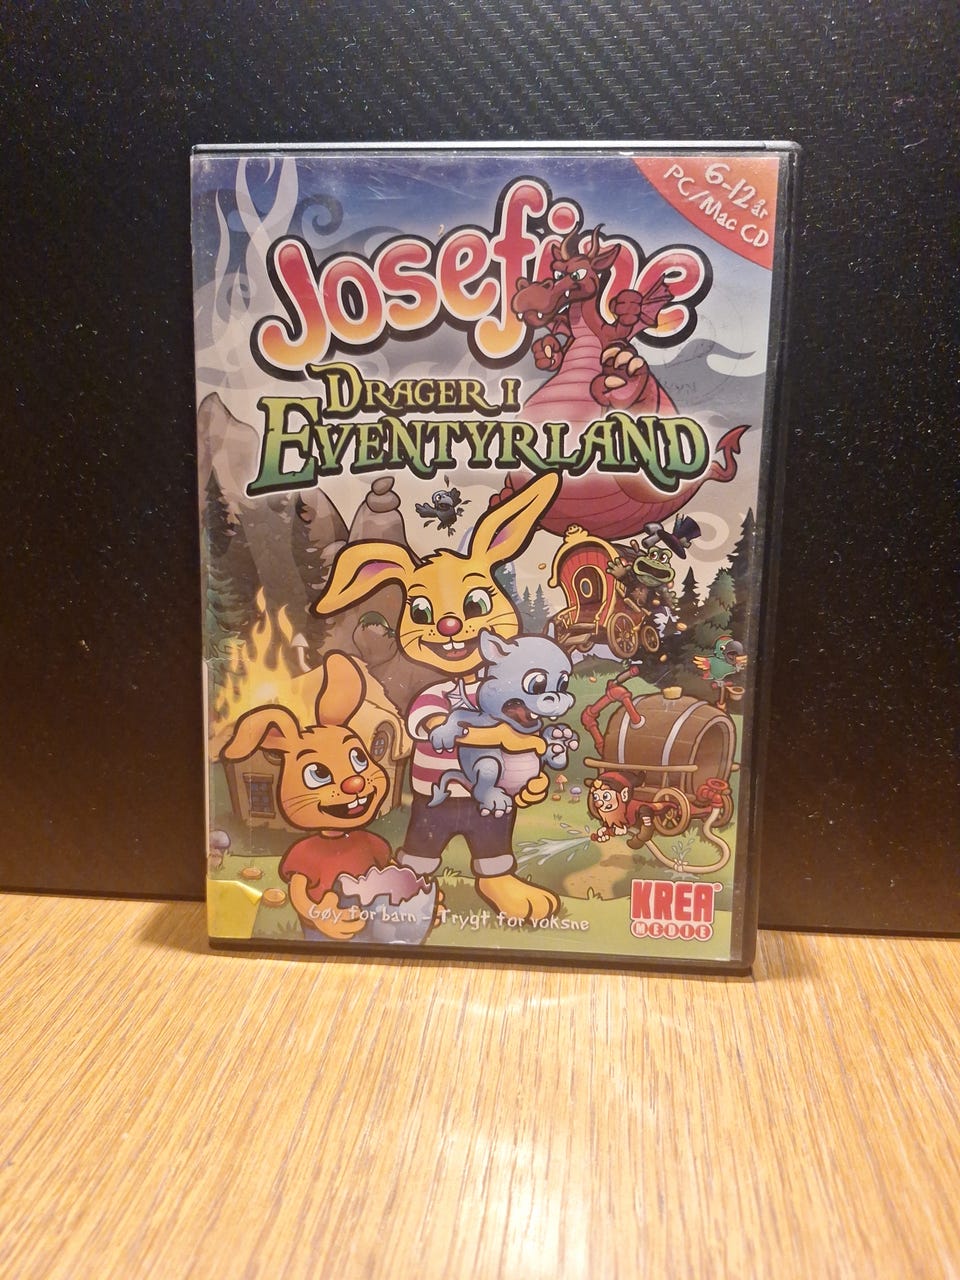 6-12 år
PC/Mac CD
Josefine
DRAGER I
EVENTYRLAND
Gøy for barn - Trygt for voksne
KREA®
MEDIE